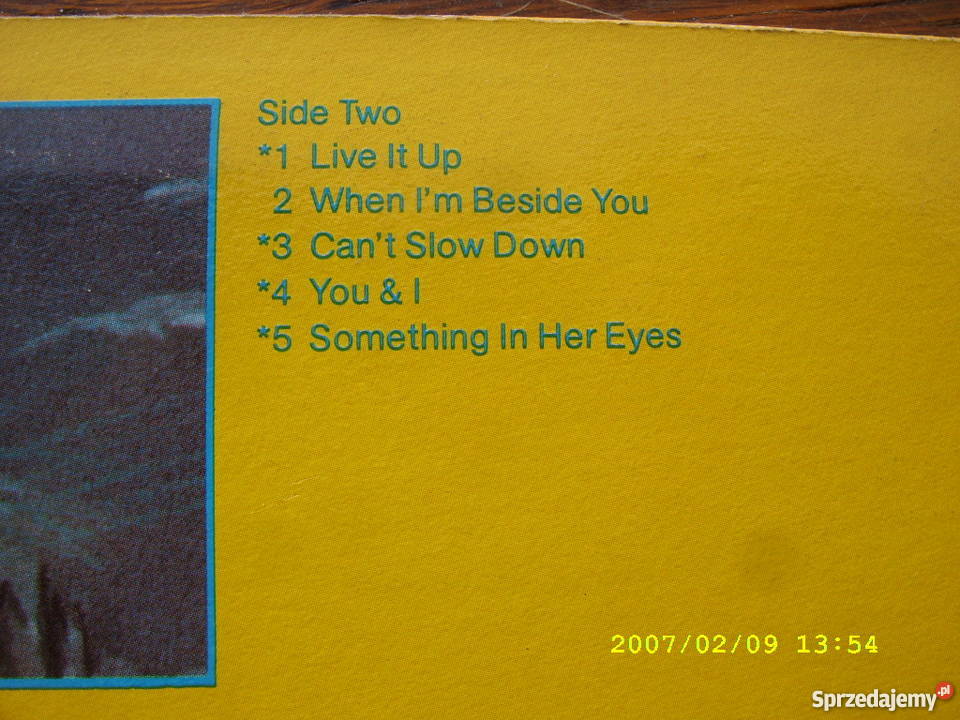 Side Two
*1 Live It Up
2 When I'm Beside You
*3 Can't Slow Down
*4 You & I
*5 Something In Her Eyes
2007/02/09 13:54
Sprzedajemy.pl